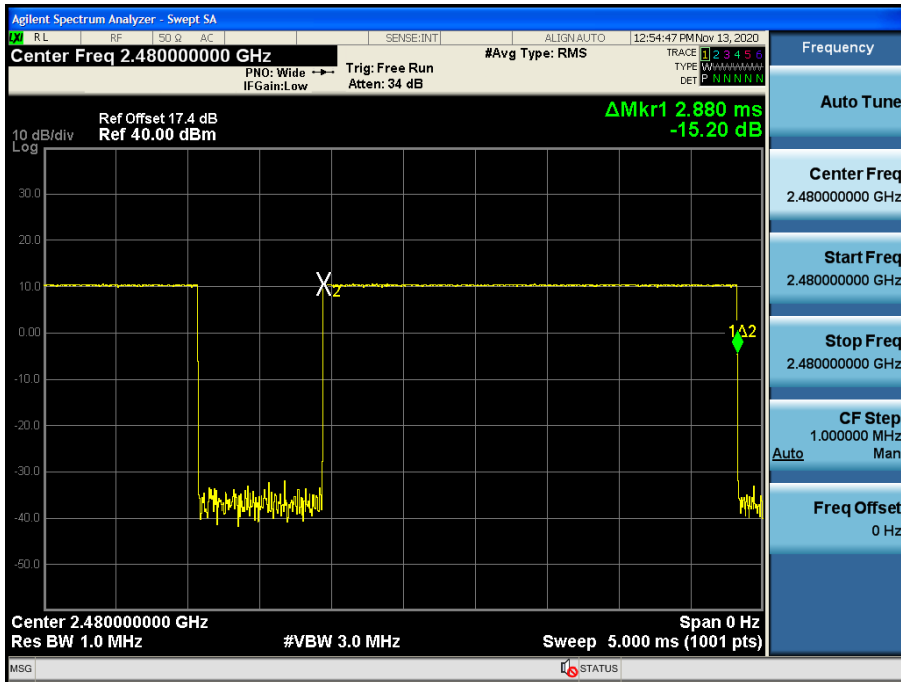 Agilent Spectrum Analyzer - Swept SA
LXI RL RF 50 Ω AC SENSE:INT ALIGNAUTO 12:54:47 PMNov 13, 2020
Center Freq 2.480000000 GHz
#Avg Type: RMS
TRACE 1 2 3 4 5 6
TYPE WWWWWW
DET P N N N N N
PNO: Wide
IFGain:Low
Trig: Free Run
Atten: 34 dB
Ref Offset 17.4 dB
10 dB/div Ref 40.00 dBm
Log
ΔMkr1 2.880 ms
-15.20 dB
30.0
20.0
10.0
0.00
-10.0
-20.0
-30.0
-40.0
-50.0
X2
1Δ2
Center 2.480000000 GHz
Span 0 Hz
Res BW 1.0 MHz
#VBW 3.0 MHz
Sweep 5.000 ms (1001 pts)
MSG
STATUS
Frequency
Auto Tune
Center Freq
2.480000000 GHz
Start Freq
2.480000000 GHz
Stop Freq
2.480000000 GHz
CF Step
1.000000 MHz
Auto Man
Freq Offset
0 Hz